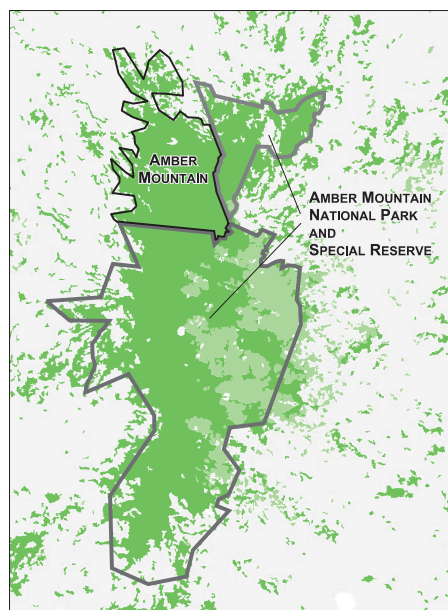 AMBER
MOUNTAIN
AMBER MOUNTAIN
NATIONAL PARK
AND
SPECIAL RESERVE